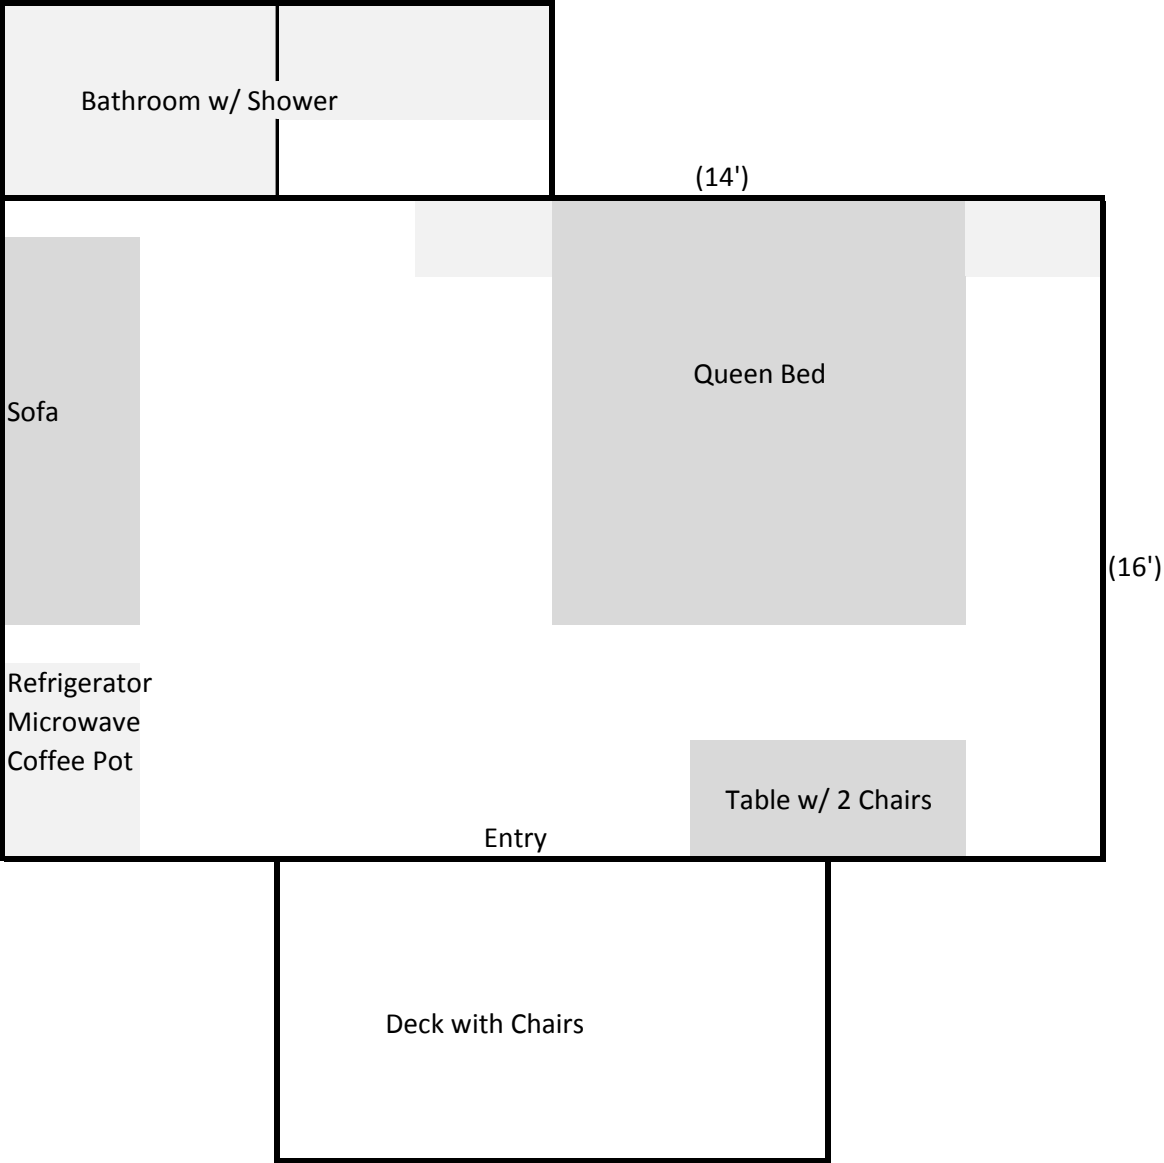 Bathroom w/ Shower
(14')
Queen Bed
Sofa
(16')
Refrigerator
Microwave
Coffee Pot
Table w/ 2 Chairs
Entry
Deck with Chairs